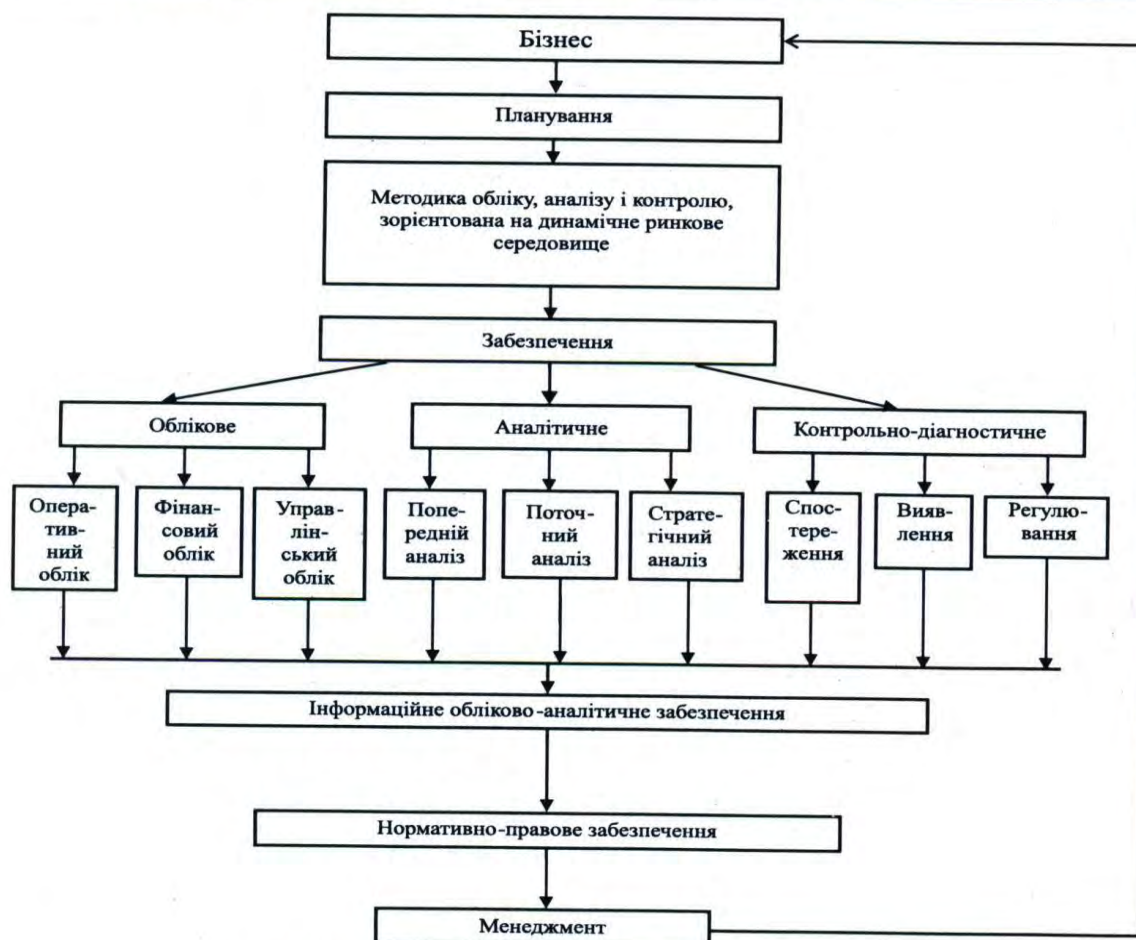 Бізнес
Планування
Методика обліку, аналізу і контролю,
зорієнтована на динамічне ринкове
середовище
Забезпечення
Облікове
Аналітичне
Контрольно-діагностичне
Опера-
тив-
ний
облік
Фінан-
совий
облік
Управ-
лін-
ський
облік
Попе-
редній
аналіз
Поточ-
ний
аналіз
Страте-
гічний
аналіз
Спос-
тере-
ження
Вияв-
лення
Регулю-
вання
Інформаційне обліково-аналітичне забезпечення
Нормативно-правове забезпечення
Менеджмент